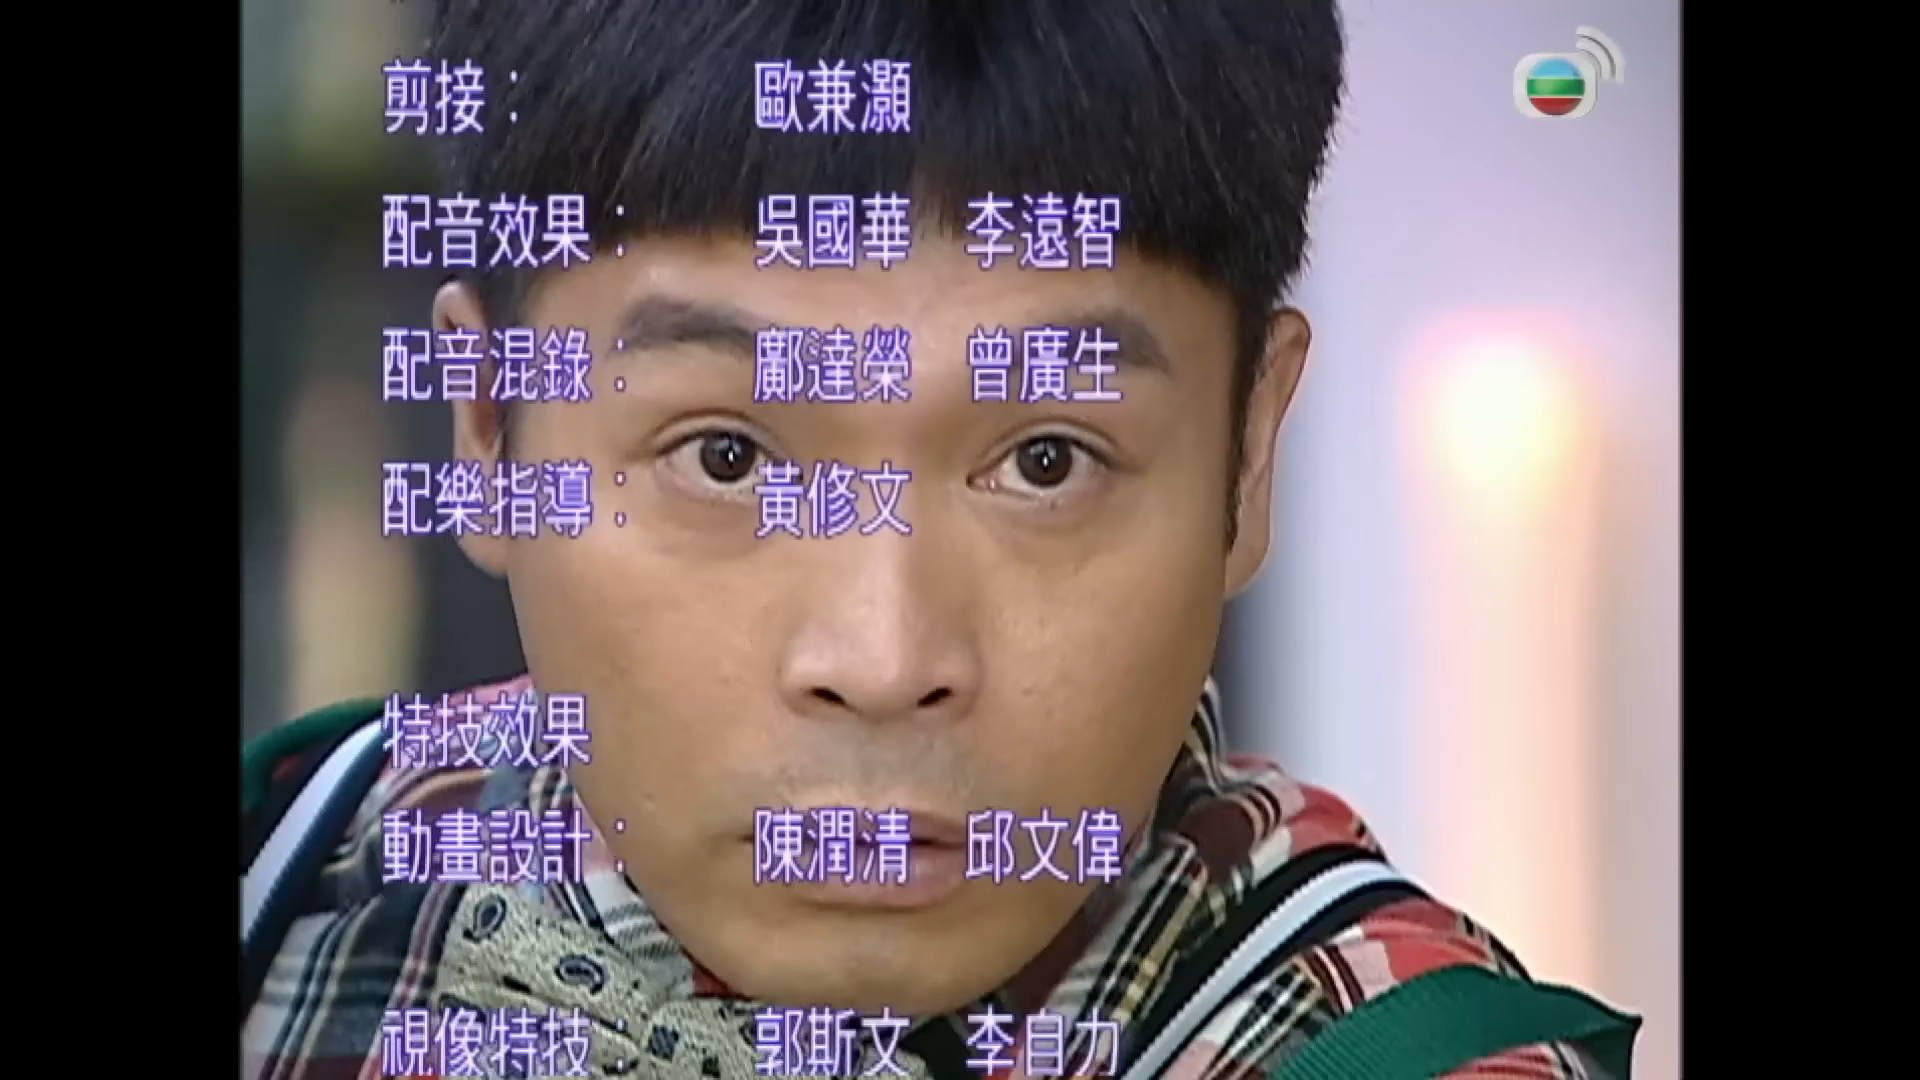 剪接： 歐兼灝
配音效果： 吳國華 李遠智
配音混錄： 鄺達榮 曾廣生
配樂指導： 黃修文
特技效果
動畫設計： 陳潤清 邱文偉
視像特技： 郭斯文 李自力